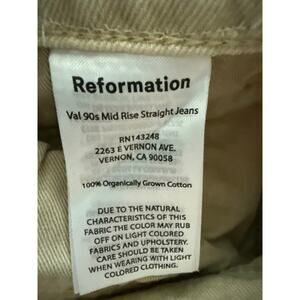 Reformation
Val 90s Mid Rise Straight Jeans
RN143248
2263 E VERNON AVE.
VERNON, CA 90058
100% Organically Grown Cotton
DUE TO THE NATURAL
CHARACTERISTICS OF THIS
FABRIC THE COLOR MAY RUB
OFF ON LIGHT COLORED
FABRICS AND UPHOLSTERY.
CARE SHOULD BE TAKEN
WHEN WEARING WITH LIGHT
COLORED CLOTHING.